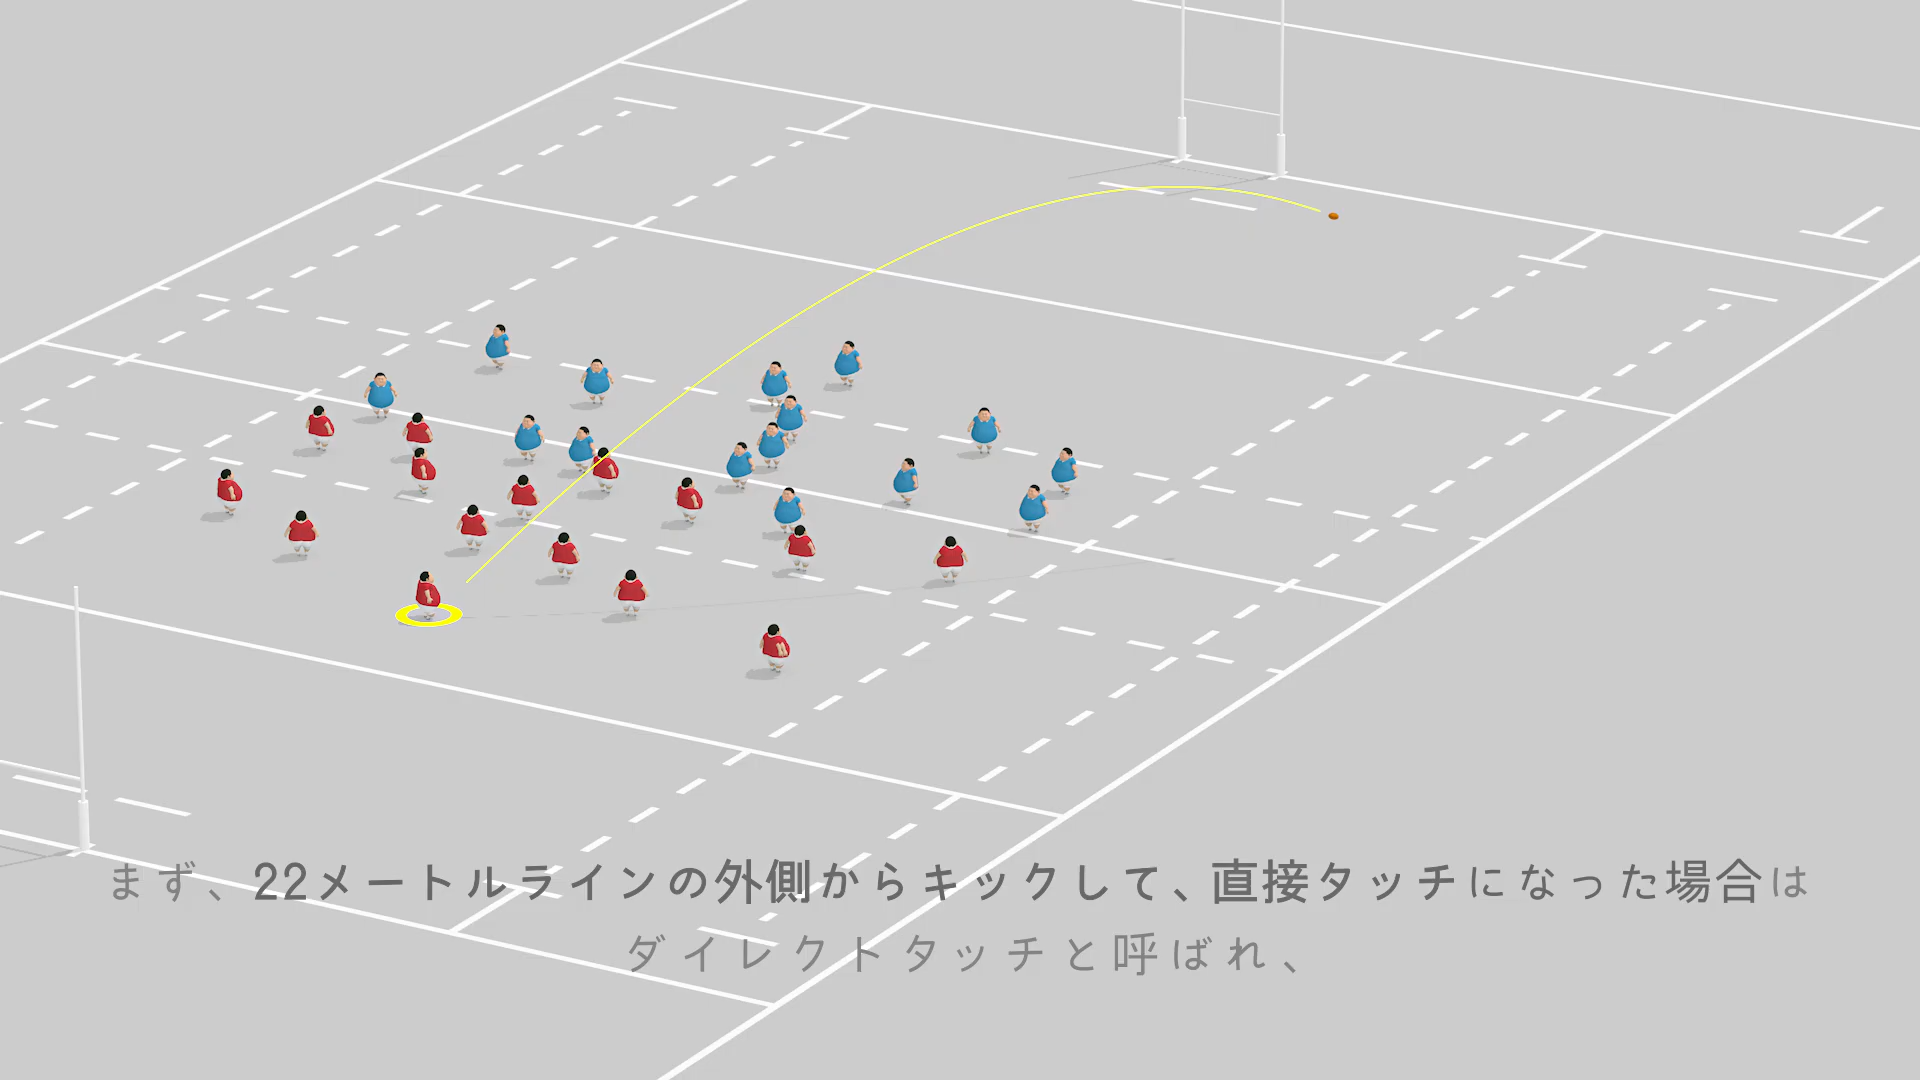 まず、22メートルラインの外側からキックして、直接タッチになった場合は
ダイレクトタッチと呼ばれ、